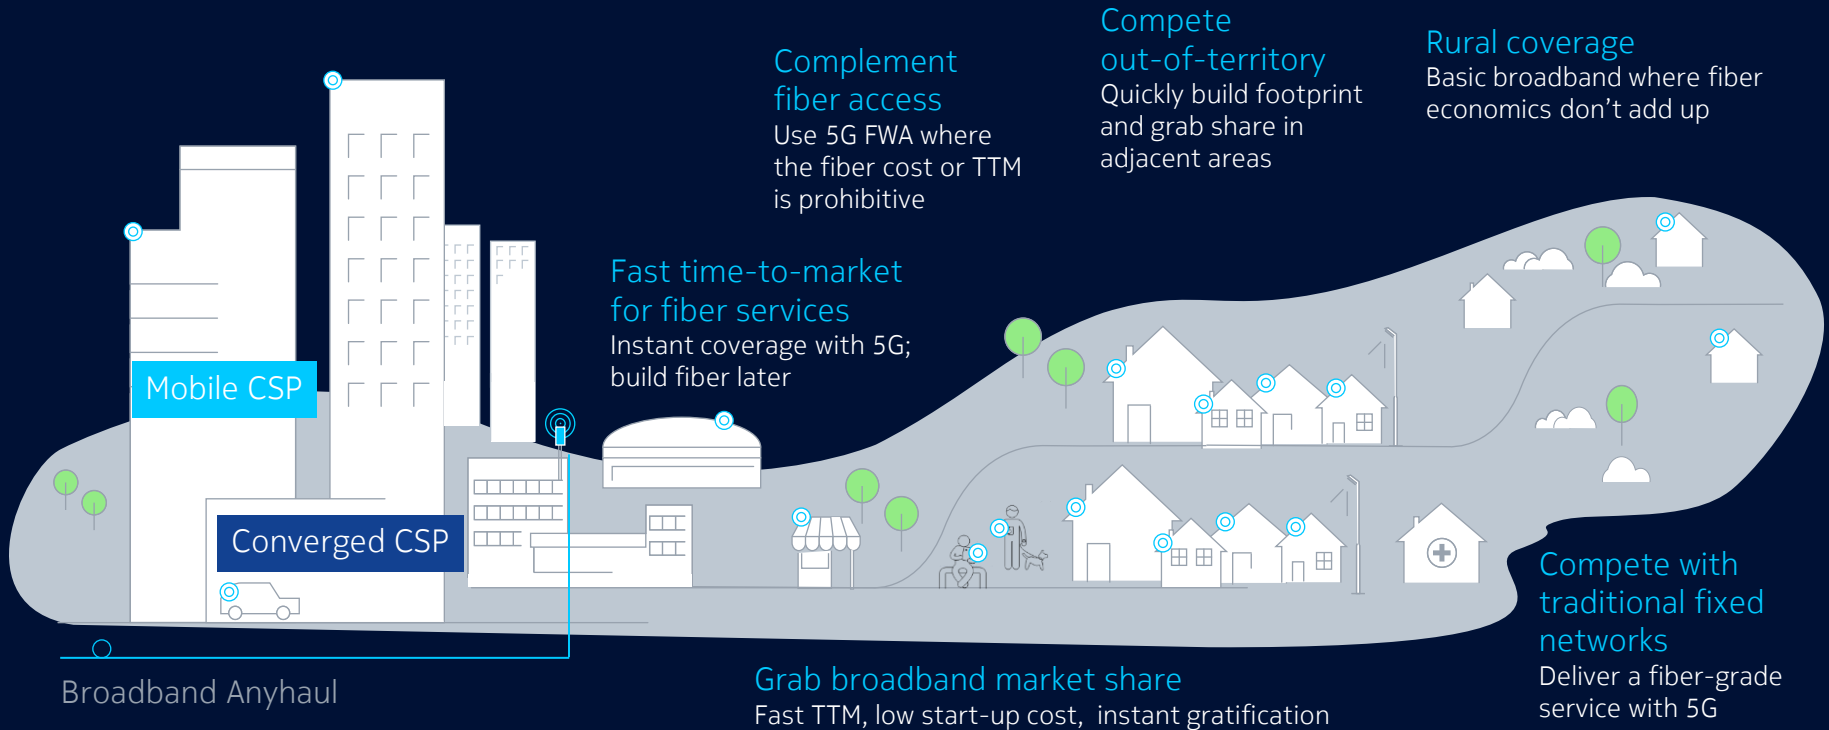 Complement
fiber access
Use 5G FWA where
the fiber cost or TTM
is prohibitive
Compete
out-of-territory
Quickly build footprint
and grab share in
adjacent areas
Rural coverage
Basic broadband where fiber
economics don’t add up
Fast time-to-market
for fiber services
Instant coverage with 5G;
build fiber later
Mobile CSP
Converged CSP
Broadband Anyhaul
Grab broadband market share
Fast TTM, low start-up cost,  instant gratification
Compete with
traditional fixed
networks
Deliver a fiber-grade
service with 5G